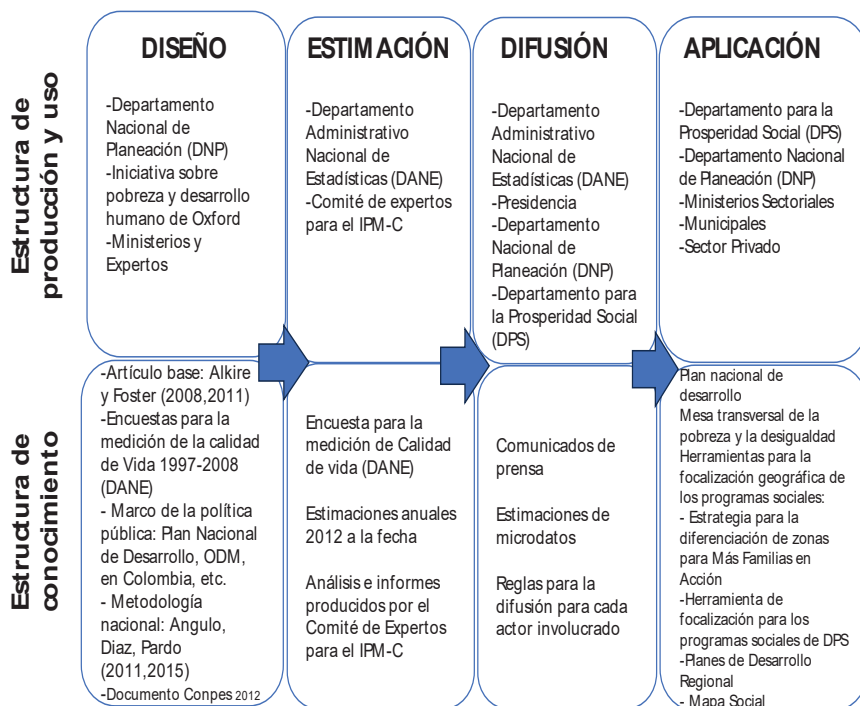 Estructura de
producción y uso
DISEÑO
-Departamento
Nacional de
Planeación (DNP)
-Iniciativa sobre
pobreza y desarrollo
humano de Oxford
-Ministerios y
Expertos
ESTIMACIÓN
-Departamento
Administrativo
Nacional de
Estadísticas (DANE)
-Comité de expertos
para el IPM-C
DIFUSIÓN
-Departamento
Administrativo
Nacional de
Estadísticas (DANE)
-Presidencia
-Departamento
Nacional de
Planeación (DNP)
-Departamento para
la Prosperidad Social
(DPS)
APLICACIÓN
-Departamento para la
Prosperidad Social (DPS)
-Departamento Nacional
de Planeación (DNP)
-Ministerios Sectoriales
-Municipales
-Sector Privado
Estructura de
conocimiento
-Artículo base: Alkire
y Foster (2008,2011)
-Encuestas para la
medición de la calidad
de Vida 1997-2008
(DANE)
- Marco de la política
pública: Plan Nacional
de Desarrollo, ODM,
en Colombia, etc.
- Metodología
nacional: Angulo,
Diaz, Pardo
(2011,2015)
-Documento Conpes 2012
Encuesta para la
medición de Calidad
de vida (DANE)
Estimaciones anuales
2012 a la fecha
Análisis e informes
producidos por el
Comité de Expertos
para el IPM-C
Comunicados de
prensa
Estimaciones de
microdatos
Reglas para la
difusión para cada
actor involucrado
Plan nacional de
desarrollo
Mesa transversal de la
pobreza y la desigualdad
Herramientas para la
focalización geográfica de
los programas sociales:
- Estrategia para la
diferenciación de zonas
para Más Familias en
Acción
-Herramienta de
focalización para los
programas sociales de DPS
-Planes de Desarrollo
Regional
- Mapa Social